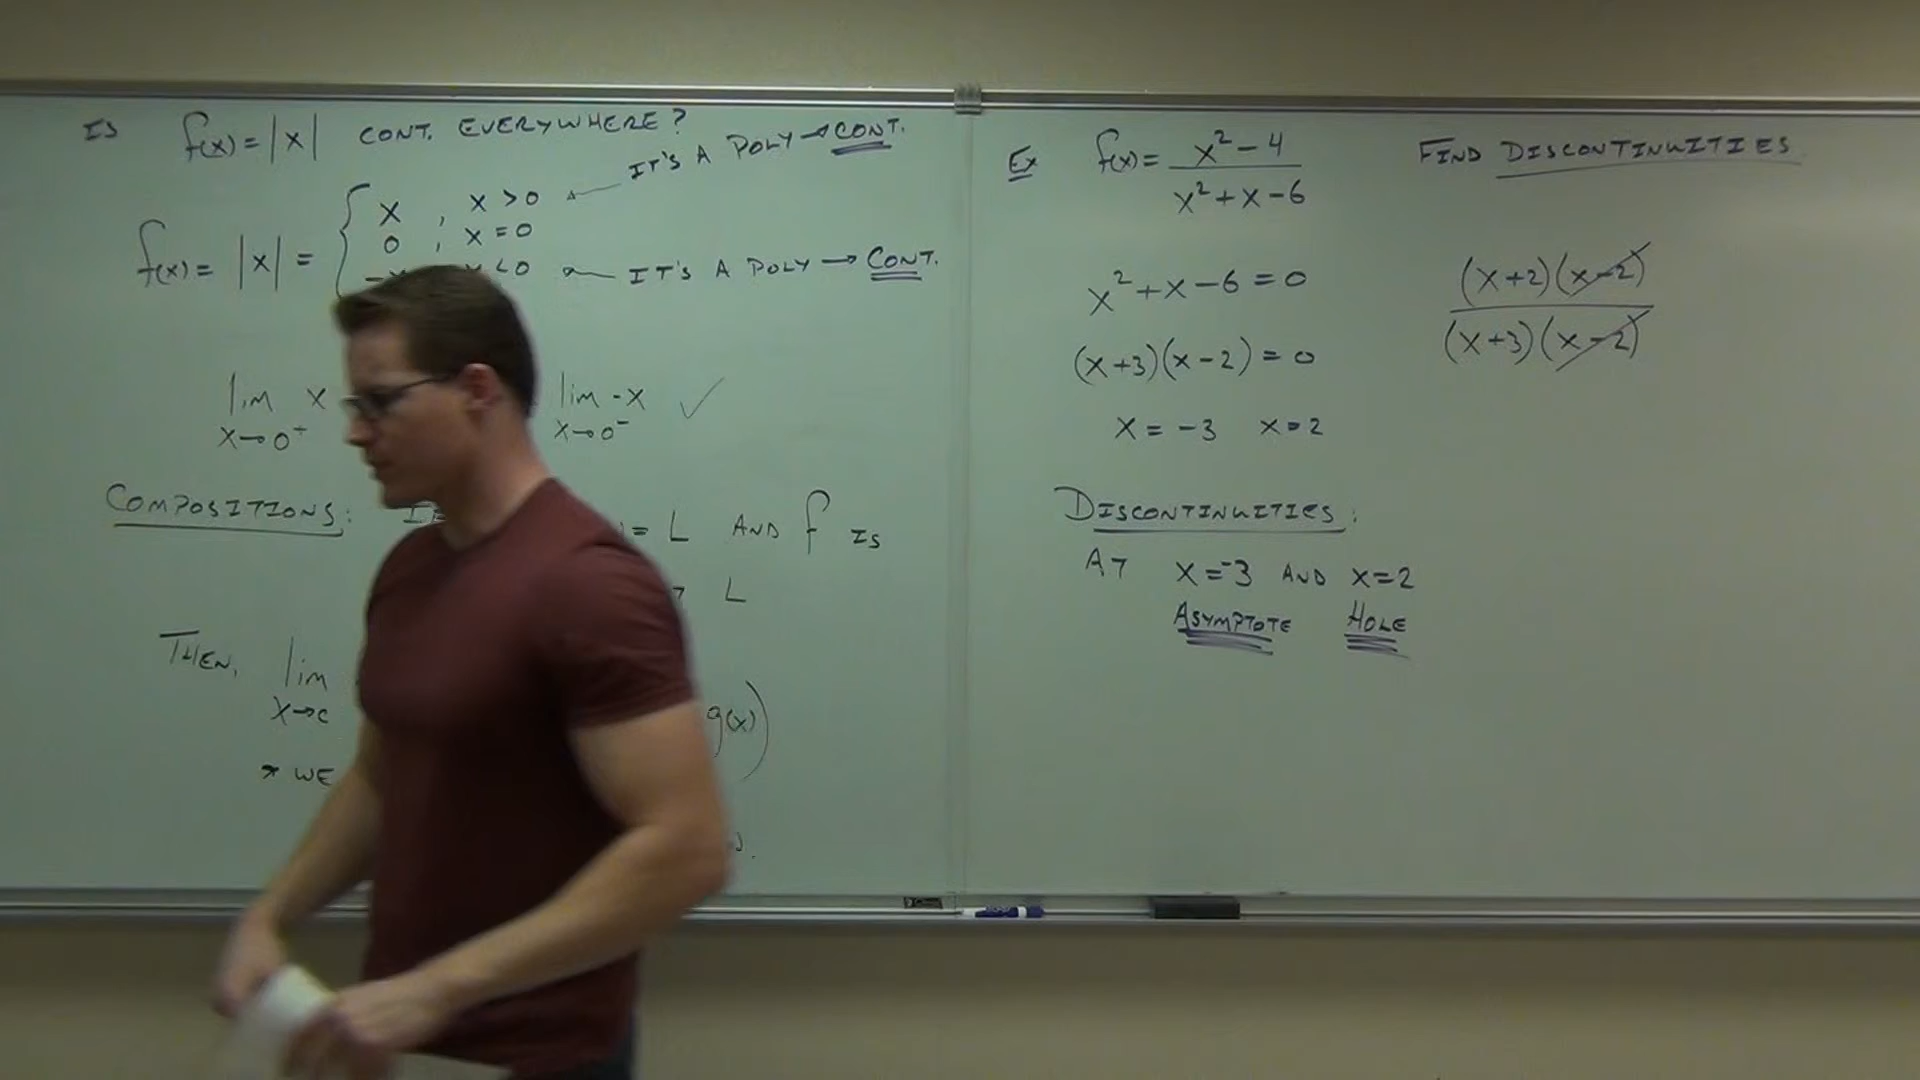 Is f(x) = |x| CONT. EVERYWHERE?
IT'S A POLY → CONT.
f(x) = |x| = { x , x > 0
0 , x = 0
x < 0
IT'S A POLY → CONT.
lim x
x→0⁺
lim -x ✓
x→0⁻
COMPOSITIONS: = L AND f IS
L
THEN, lim
x→c
g(x))
* WE
Ex f(x) = (x² - 4)/(x² + x - 6) FIND DISCONTINUITIES
x² + x - 6 = 0
(x+3)(x-2) = 0
x = -3 x = 2
(x+2)(x-2)
(x+3)(x-2)
DISCONTINUITIES:
AT x = -3 AND x = 2
ASYMPTOTE HOLE